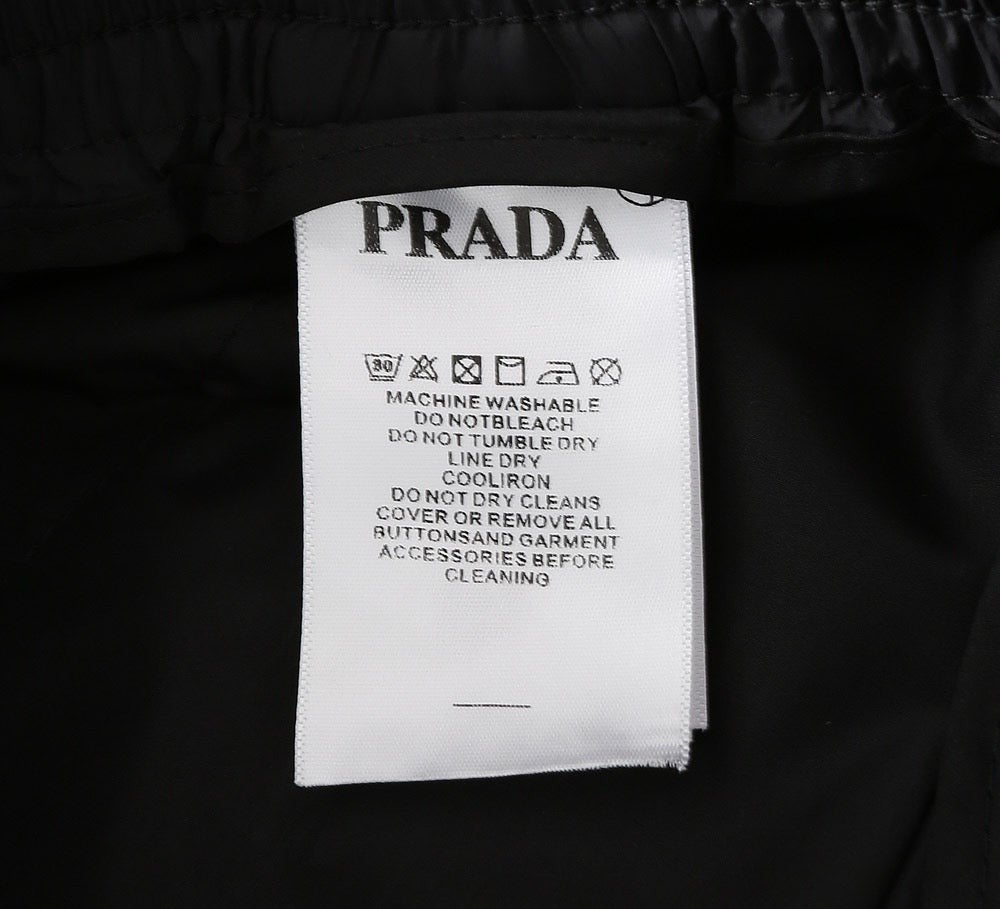 PRADA
30
MACHINE WASHABLE
DO NOTBLEACH
DO NOT TUMBLE DRY
LINE DRY
COOLIRON
DO NOT DRY CLEANS
COVER OR REMOVE ALL
BUTTONSAND GARMENT
ACCESSORIES BEFORE
CLEANING